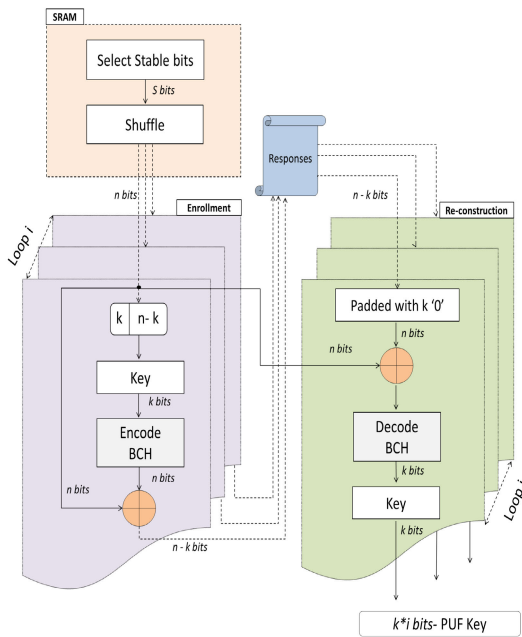 SRAM
Select Stable bits
S bits
Shuffle
n bits
Responses
n - k bits
Enrollment
Loop i
k n- k
Key
k bits
Encode
BCH
n bits
n bits
n - k bits
Re-construction
Padded with k '0'
n bits
n bits
Decode
BCH
k bits
Key
k bits
Loop i
k*i bits- PUF Key